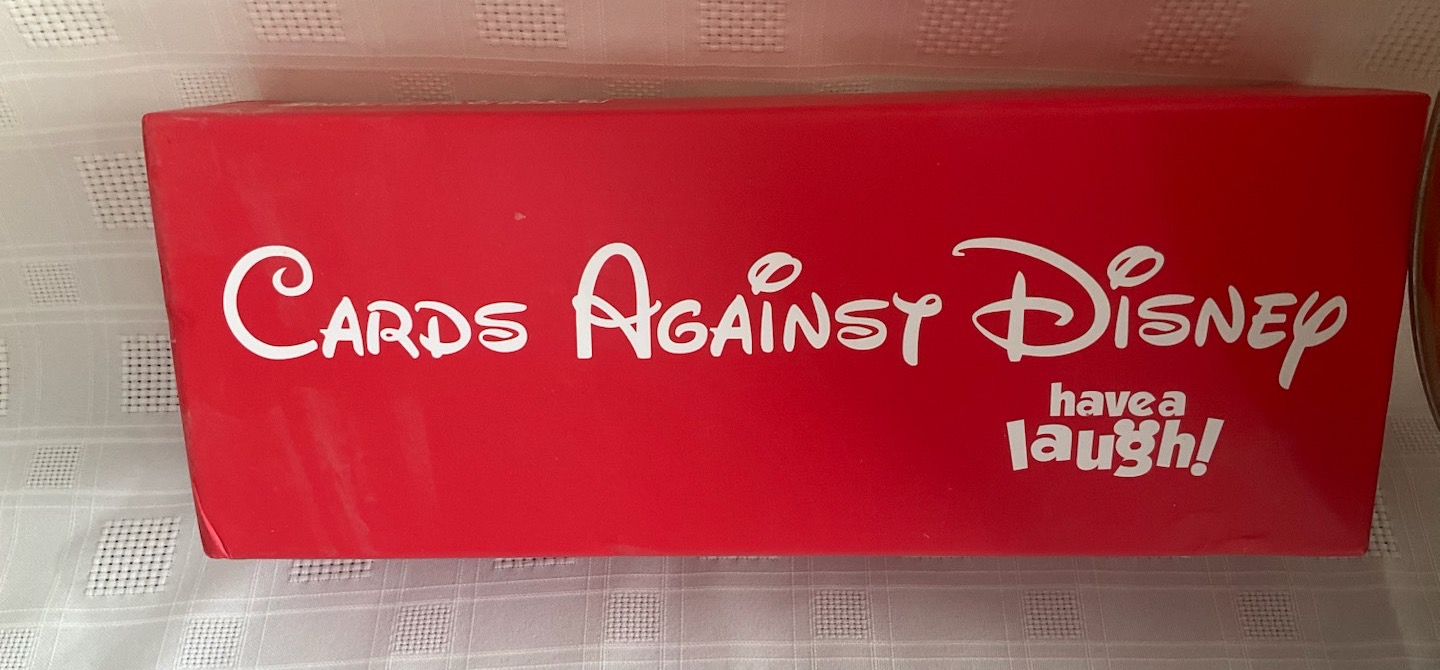 Cards Against Disney
have a
laugh!